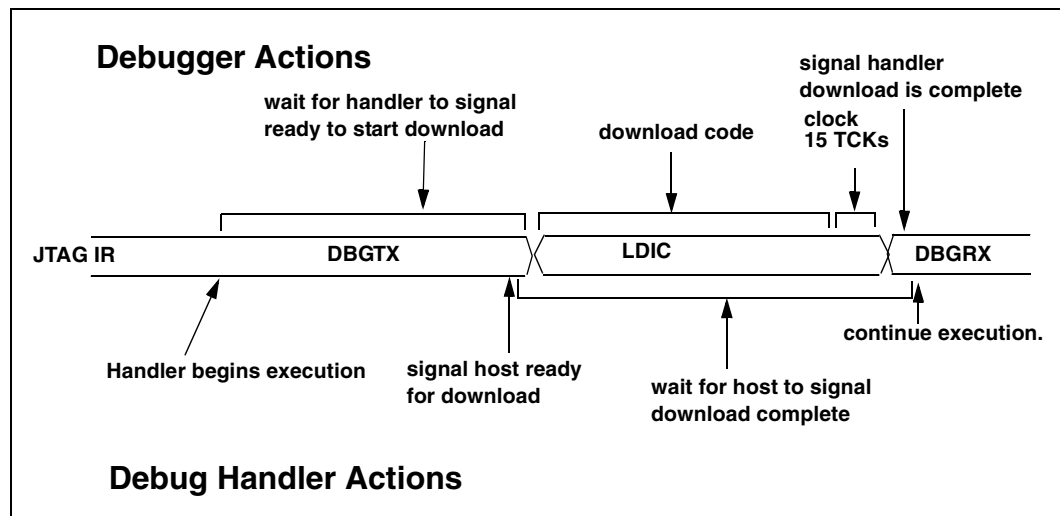 Debugger Actions
wait for handler to signal
ready to start download
download code
signal handler
download is complete
clock
15 TCKs
JTAG IR
DBGTX
LDIC
DBGRX
Handler begins execution
signal host ready
for download
wait for host to signal
download complete
continue execution.
Debug Handler Actions